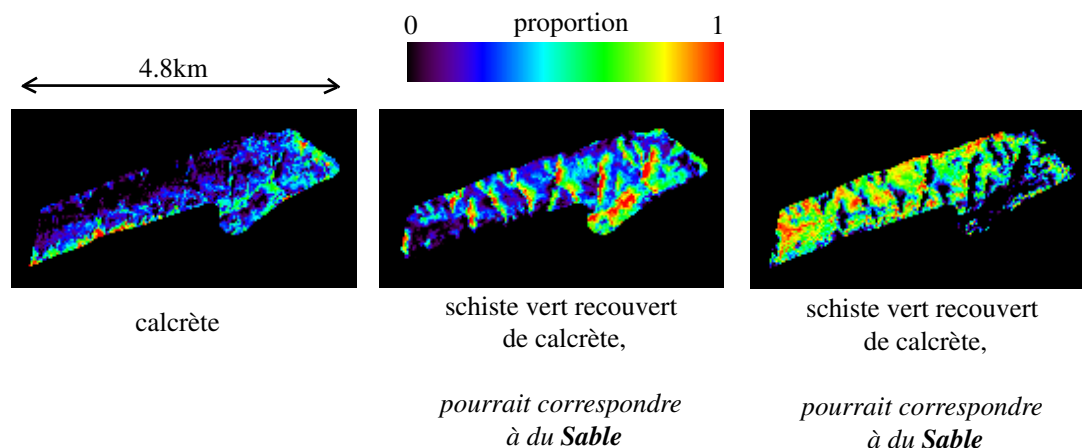 0 proportion 1
4.8km
calcrète
schiste vert recouvert
de calcrète,
pourrait correspondre
à du Sable
schiste vert recouvert
de calcrète,
pourrait correspondre
à du Sable